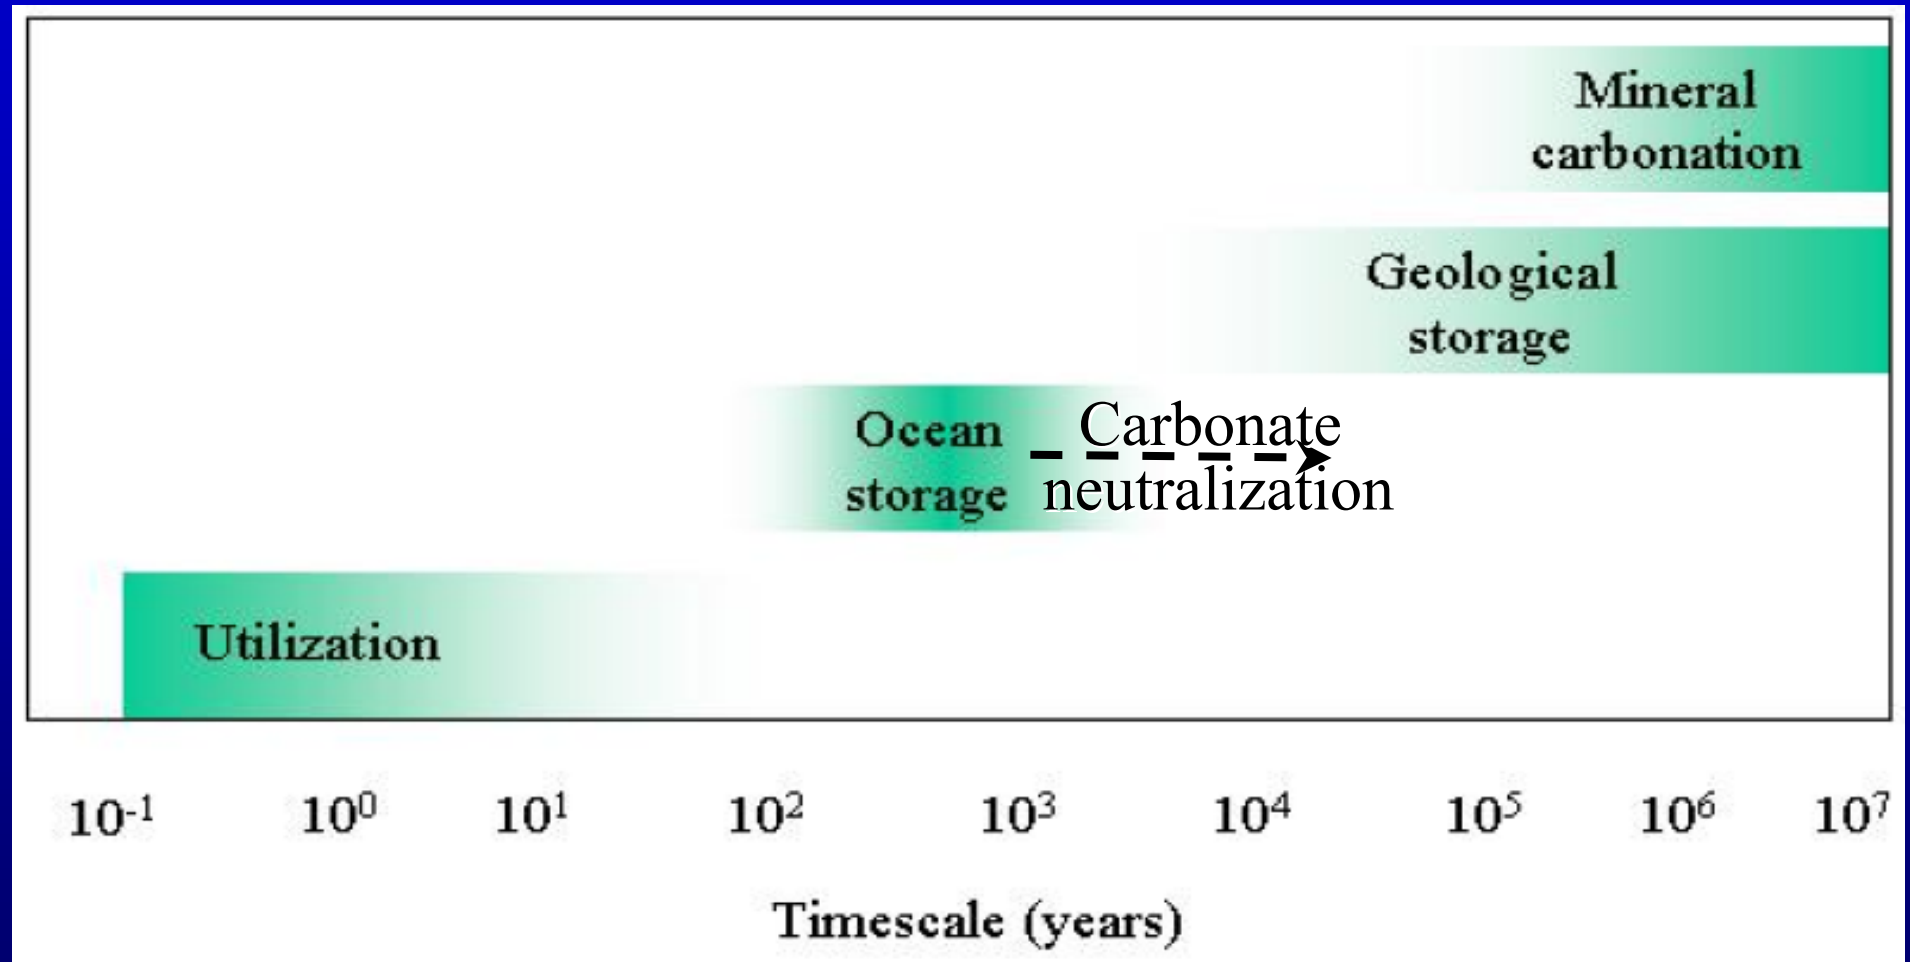 Mineral
carbonation
Geological
storage
Ocean
storage
Carbonate
neutralization
Utilization
10⁻¹ 10⁰ 10¹ 10² 10³ 10⁴ 10⁵ 10⁶ 10⁷
Timescale (years)